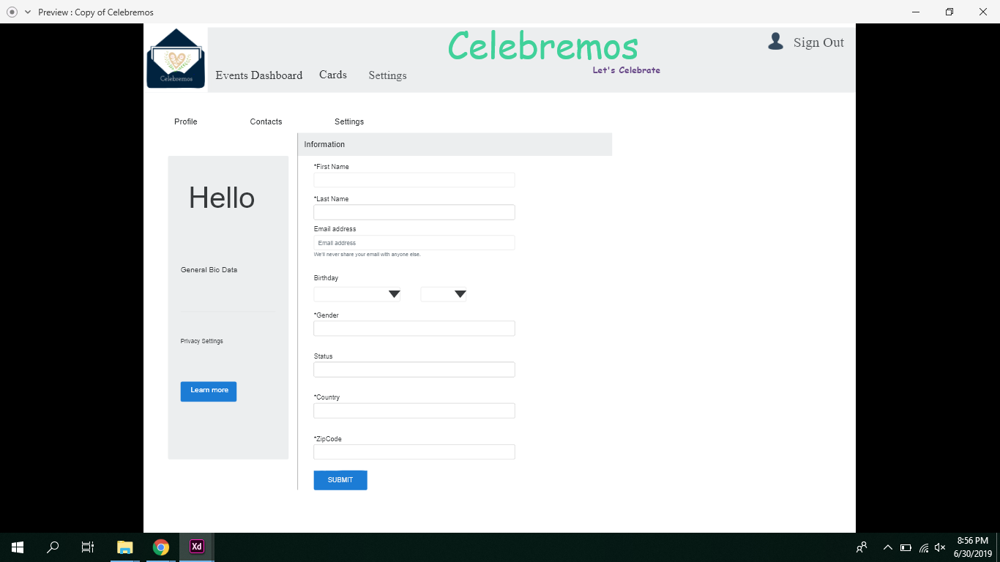 Preview : Copy of Celebremos
Celebremos
Celebremos
Let's Celebrate
Sign Out
Events Dashboard Cards Settings
Profile Contacts Settings
Information
Hello
General Bio Data
Privacy Settings
Learn more
*First Name
*Last Name
Email address
Email address
We'll never share your email with anyone else.
Birthday
*Gender
Status
*Country
*ZipCode
SUBMIT
Xd
8:56 PM
6/30/2019